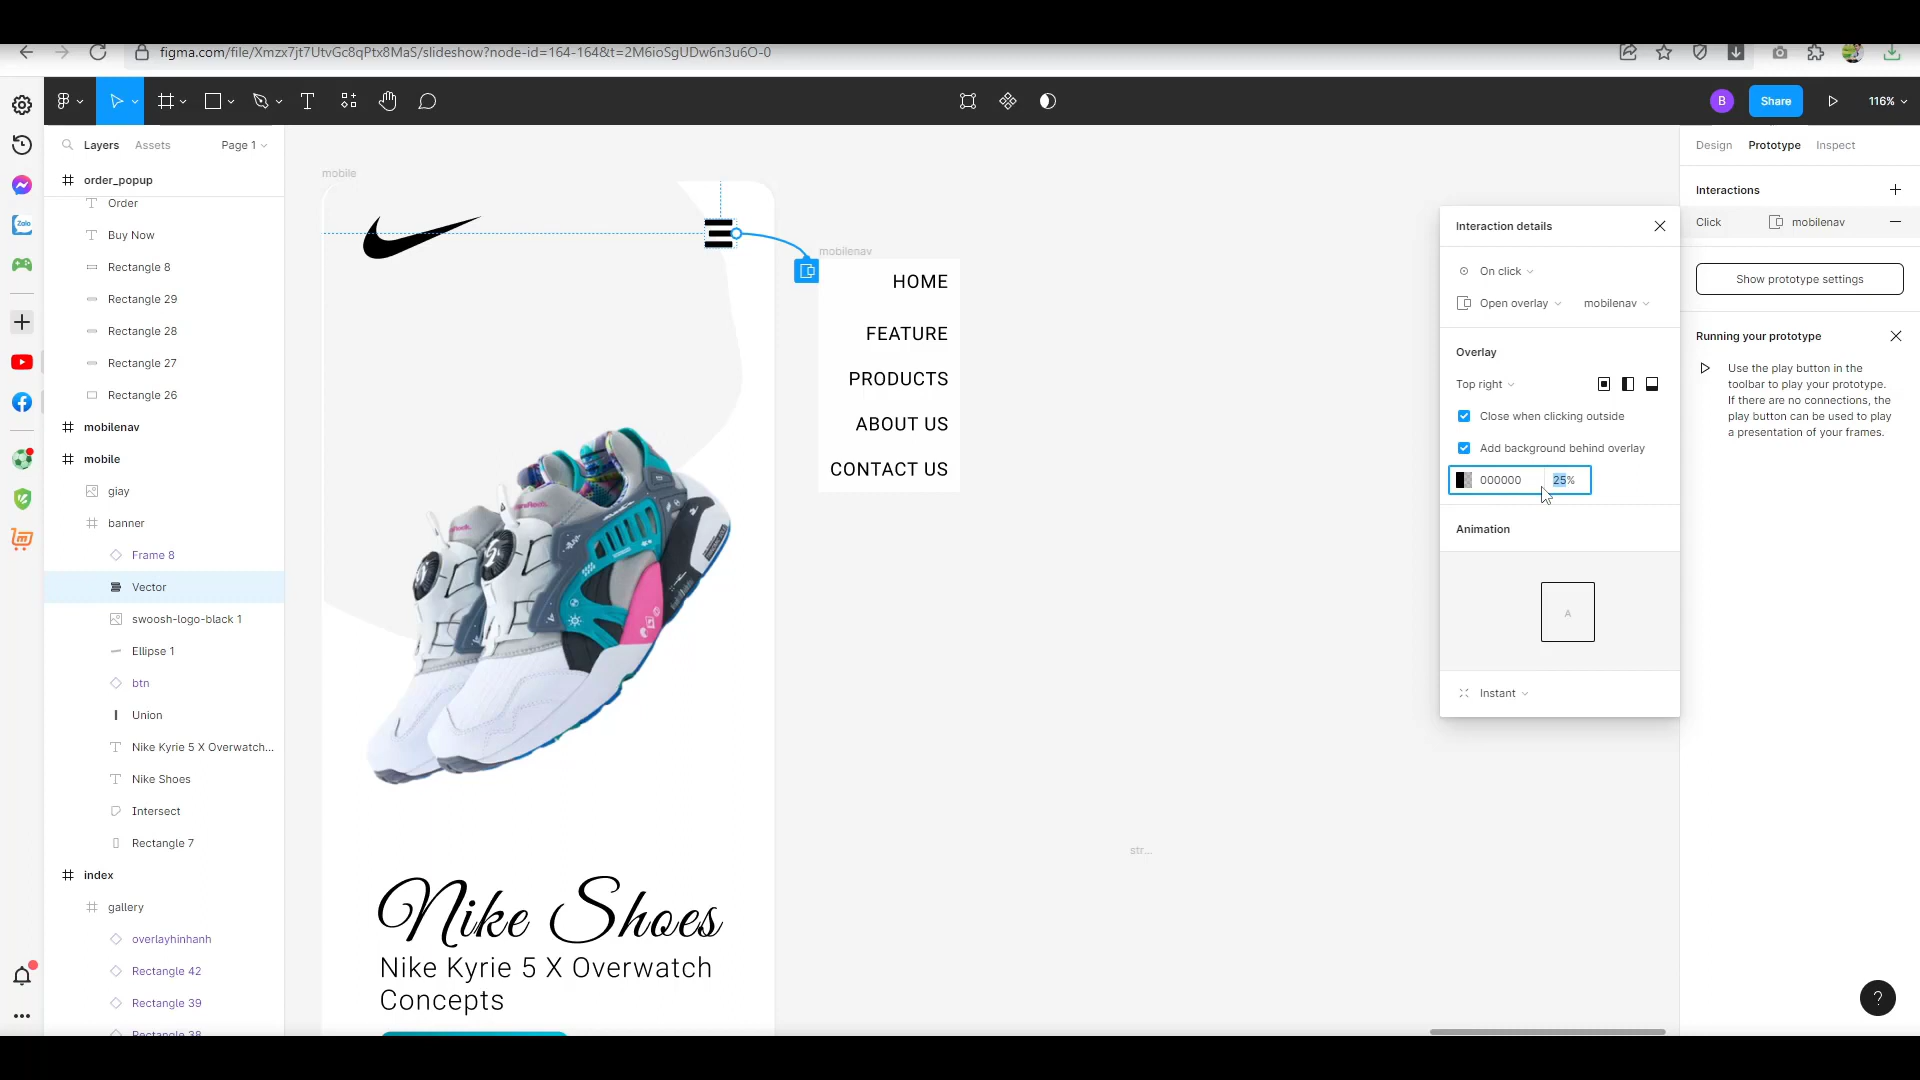 figma.com/file/Xmzx7jt7UtvGc8qPtx8MaS/slideshow?node-id=164-164&t=2M6ioSgUDw6n3u6O-0
B
Share
116%
Layers
Assets
Page 1
Design
Prototype
Inspect
order_popup
Order
Buy Now
Rectangle 8
Rectangle 29
Rectangle 28
Rectangle 27
Rectangle 26
mobilenav
mobile
giay
banner
Frame 8
Vector
swoosh-logo-black 1
Ellipse 1
btn
Union
Nike Kyrie 5 X Overwatch...
Nike Shoes
Intersect
Rectangle 7
index
gallery
overlayhinhanh
Rectangle 42
Rectangle 39
Rectangle 38
Zalo
mobile
mobilenav
HOME
FEATURE
PRODUCTS
ABOUT US
CONTACT US
Nike Shoes
Nike Kyrie 5 X Overwatch
Concepts
str...
Interaction details
On click
Open overlay
mobilenav
Overlay
Top right
Close when clicking outside
Add background behind overlay
000000
25%
Animation
A
Instant
Interactions
Click
mobilenav
Show prototype settings
Running your prototype
Use the play button in the
toolbar to play your prototype.
If there are no connections, the
play button can be used to play
a presentation of your frames.
?